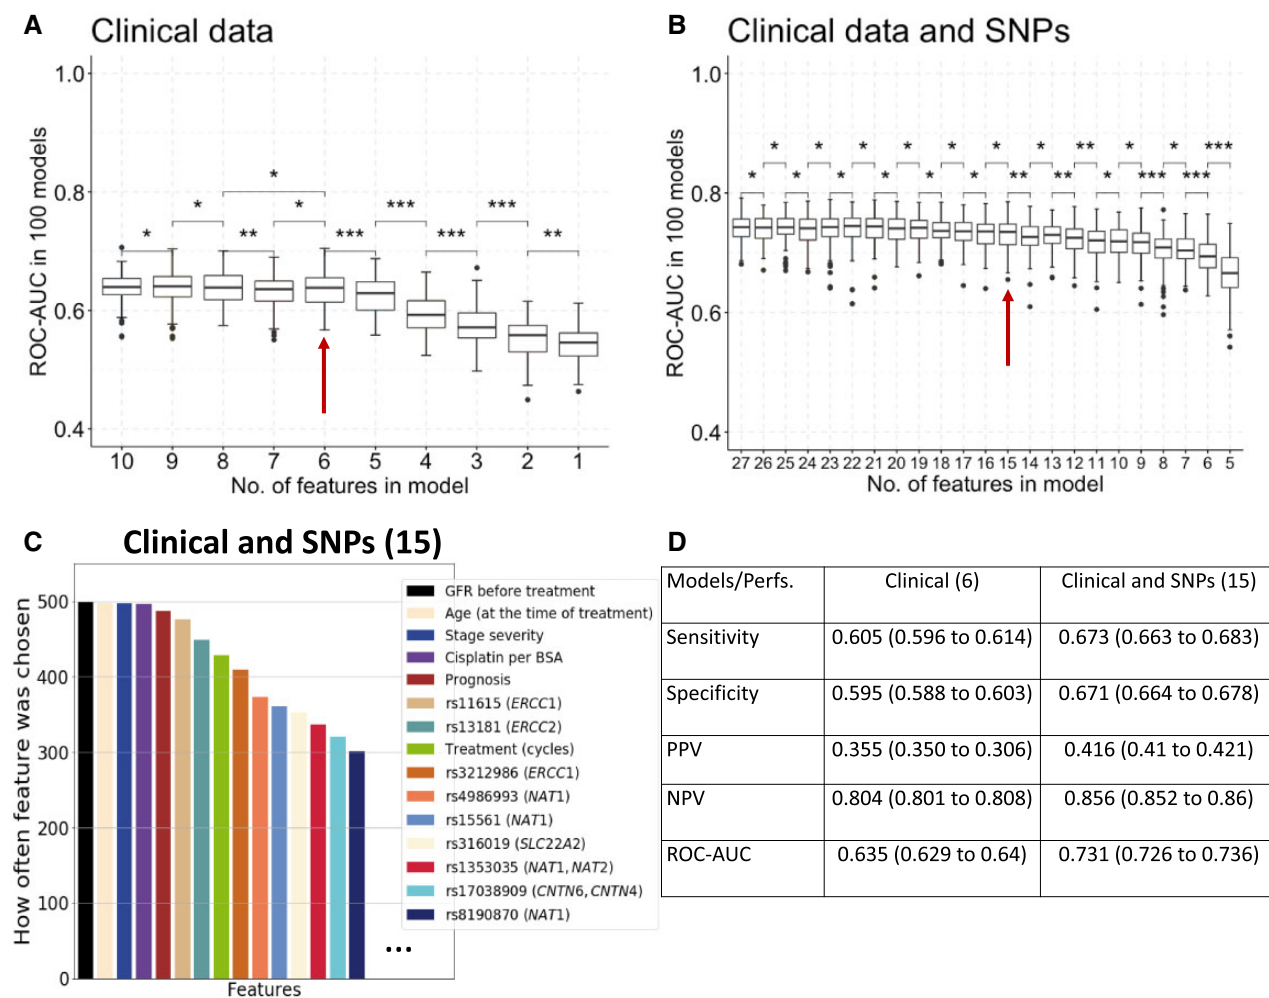 A
Clinical data
ROC-AUC in 100 models
1.0
0.8
0.6
0.4
* * * ** * *** *** *** *** **
10 9 8 7 6 5 4 3 2 1
No. of features in model
B
Clinical data and SNPs
ROC-AUC in 100 models
1.0
0.8
0.6
0.4
* * * * * * * ** * * ***
* * * * * * ** ** * *** ***
27 26 25 24 23 22 21 20 19 18 17 16 15 14 13 12 11 10 9 8 7 6 5
No. of features in model
C
Clinical and SNPs (15)
How often feature was chosen
500
400
300
200
100
0
GFR before treatment
Age (at the time of treatment)
Stage severity
Cisplatin per BSA
Prognosis
rs11615 (ERCC1)
rs13181 (ERCC2)
Treatment (cycles)
rs3212986 (ERCC1)
rs4986993 (NAT1)
rs15561 (NAT1)
rs316019 (SLC22A2)
rs1353035 (NAT1, NAT2)
rs17038909 (CNTN6, CNTN4)
rs8190870 (NAT1)
...
Features
D
Models/Perfs. Clinical (6) Clinical and SNPs (15)
Sensitivity 0.605 (0.596 to 0.614) 0.673 (0.663 to 0.683)
Specificity 0.595 (0.588 to 0.603) 0.671 (0.664 to 0.678)
PPV 0.355 (0.350 to 0.306) 0.416 (0.41 to 0.421)
NPV 0.804 (0.801 to 0.808) 0.856 (0.852 to 0.86)
ROC-AUC 0.635 (0.629 to 0.64) 0.731 (0.726 to 0.736)